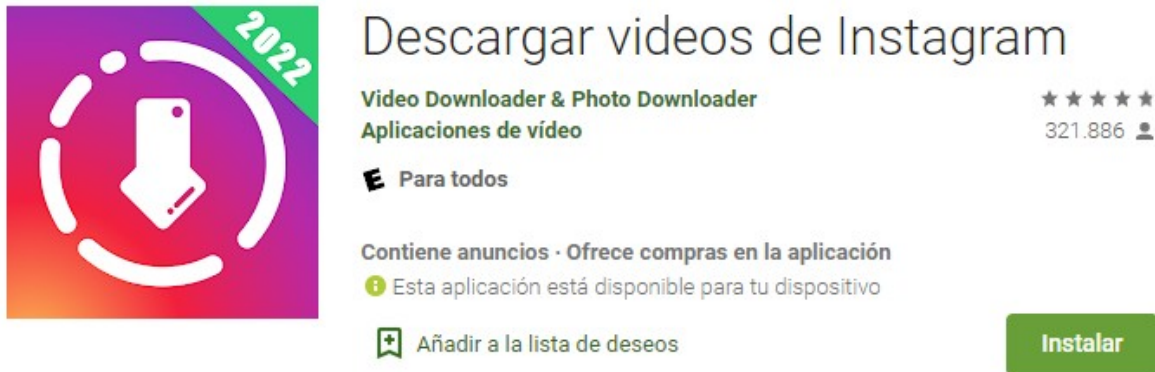 2022
Descargar videos de Instagram
Video Downloader & Photo Downloader
Aplicaciones de vídeo
321.886
E Para todos
Contiene anuncios · Ofrece compras en la aplicación
Esta aplicación está disponible para tu dispositivo
Añadir a la lista de deseos
Instalar